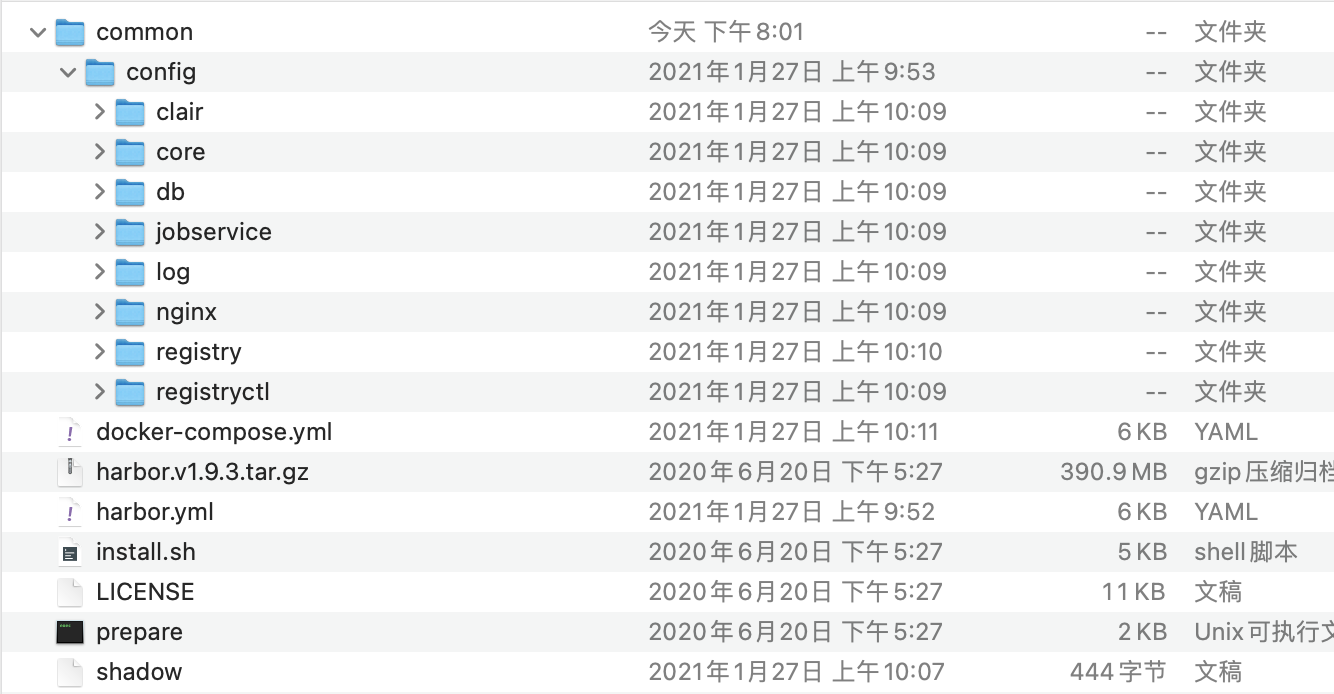 common 今天 下午8:01 -- 文件夹
config 2021年1月27日 上午9:53 -- 文件夹
clair 2021年1月27日 上午10:09 -- 文件夹
core 2021年1月27日 上午10:09 -- 文件夹
db 2021年1月27日 上午10:09 -- 文件夹
jobservice 2021年1月27日 上午10:09 -- 文件夹
log 2021年1月27日 上午10:09 -- 文件夹
nginx 2021年1月27日 上午10:09 -- 文件夹
registry 2021年1月27日 上午10:10 -- 文件夹
registryctl 2021年1月27日 上午10:09 -- 文件夹
docker-compose.yml 2021年1月27日 上午10:11 6 KB YAML
harbor.v1.9.3.tar.gz 2020年6月20日 下午5:27 390.9 MB gzip压缩归档
harbor.yml 2021年1月27日 上午9:52 6 KB YAML
install.sh 2020年6月20日 下午5:27 5 KB shell脚本
LICENSE 2020年6月20日 下午5:27 11 KB 文稿
prepare 2020年6月20日 下午5:27 2 KB Unix可执行文
shadow 2021年1月27日 上午10:07 444字节 文稿